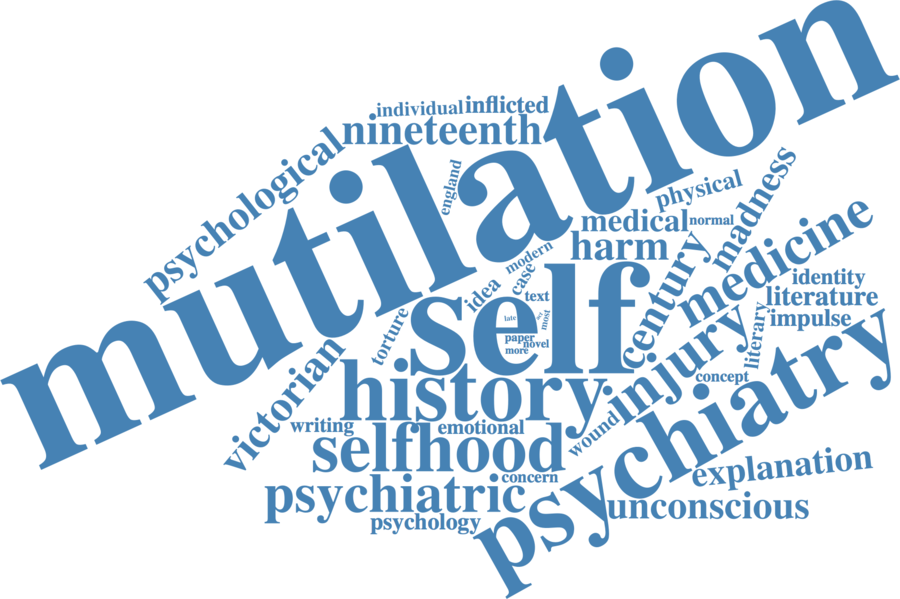 mutilation
individual
inflicted
nineteenth
psychological
england
physical
madness
medical
normal
harm
modern
century
medicine
case
idea
self
text
identity
literature
impulse
torture
late
most
paper
novel
more
literary
injury
victorian
history
concept
psychiatry
writing
emotional
wound
selfhood
explanation
concern
psychiatric
unconscious
psychology